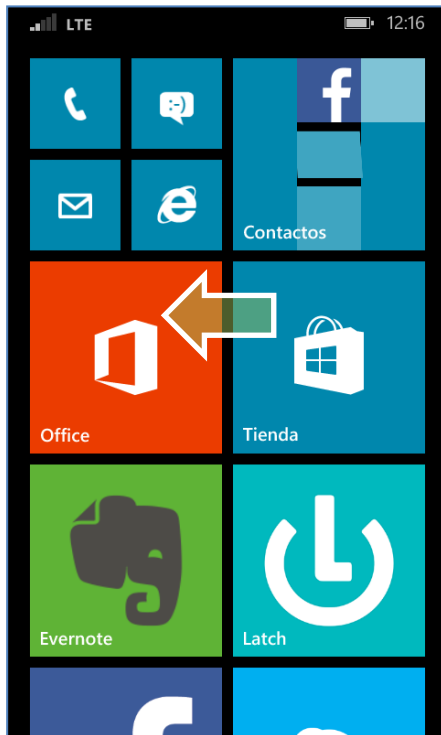 LTE 12:16
:-)
Contactos
Office
Tienda
Evernote
Latch